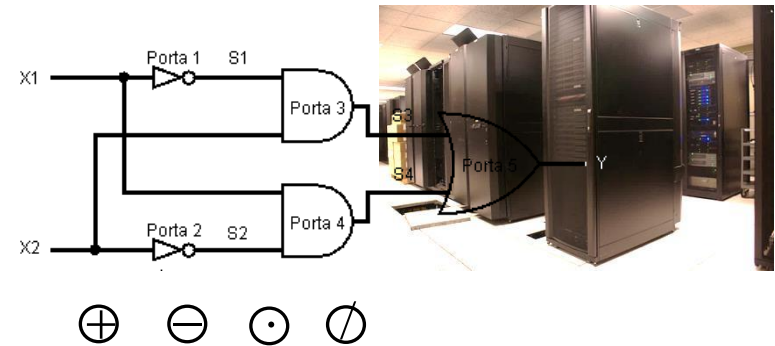 Porta 1 S1
X1
Porta 3
S3
Porta 5
Y
S4
Porta 4
Porta 2 S2
X2